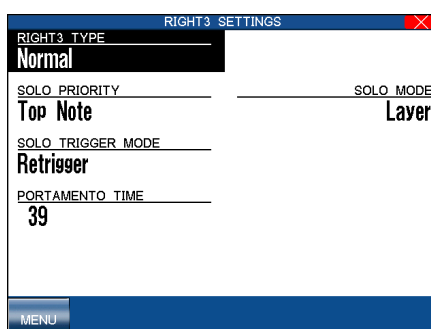 RIGHT3 SETTINGS
RIGHT3 TYPE
Normal
SOLO PRIORITY
Top Note
SOLO MODE
Layer
SOLO TRIGGER MODE
Retrigger
PORTAMENTO TIME
39
MENU